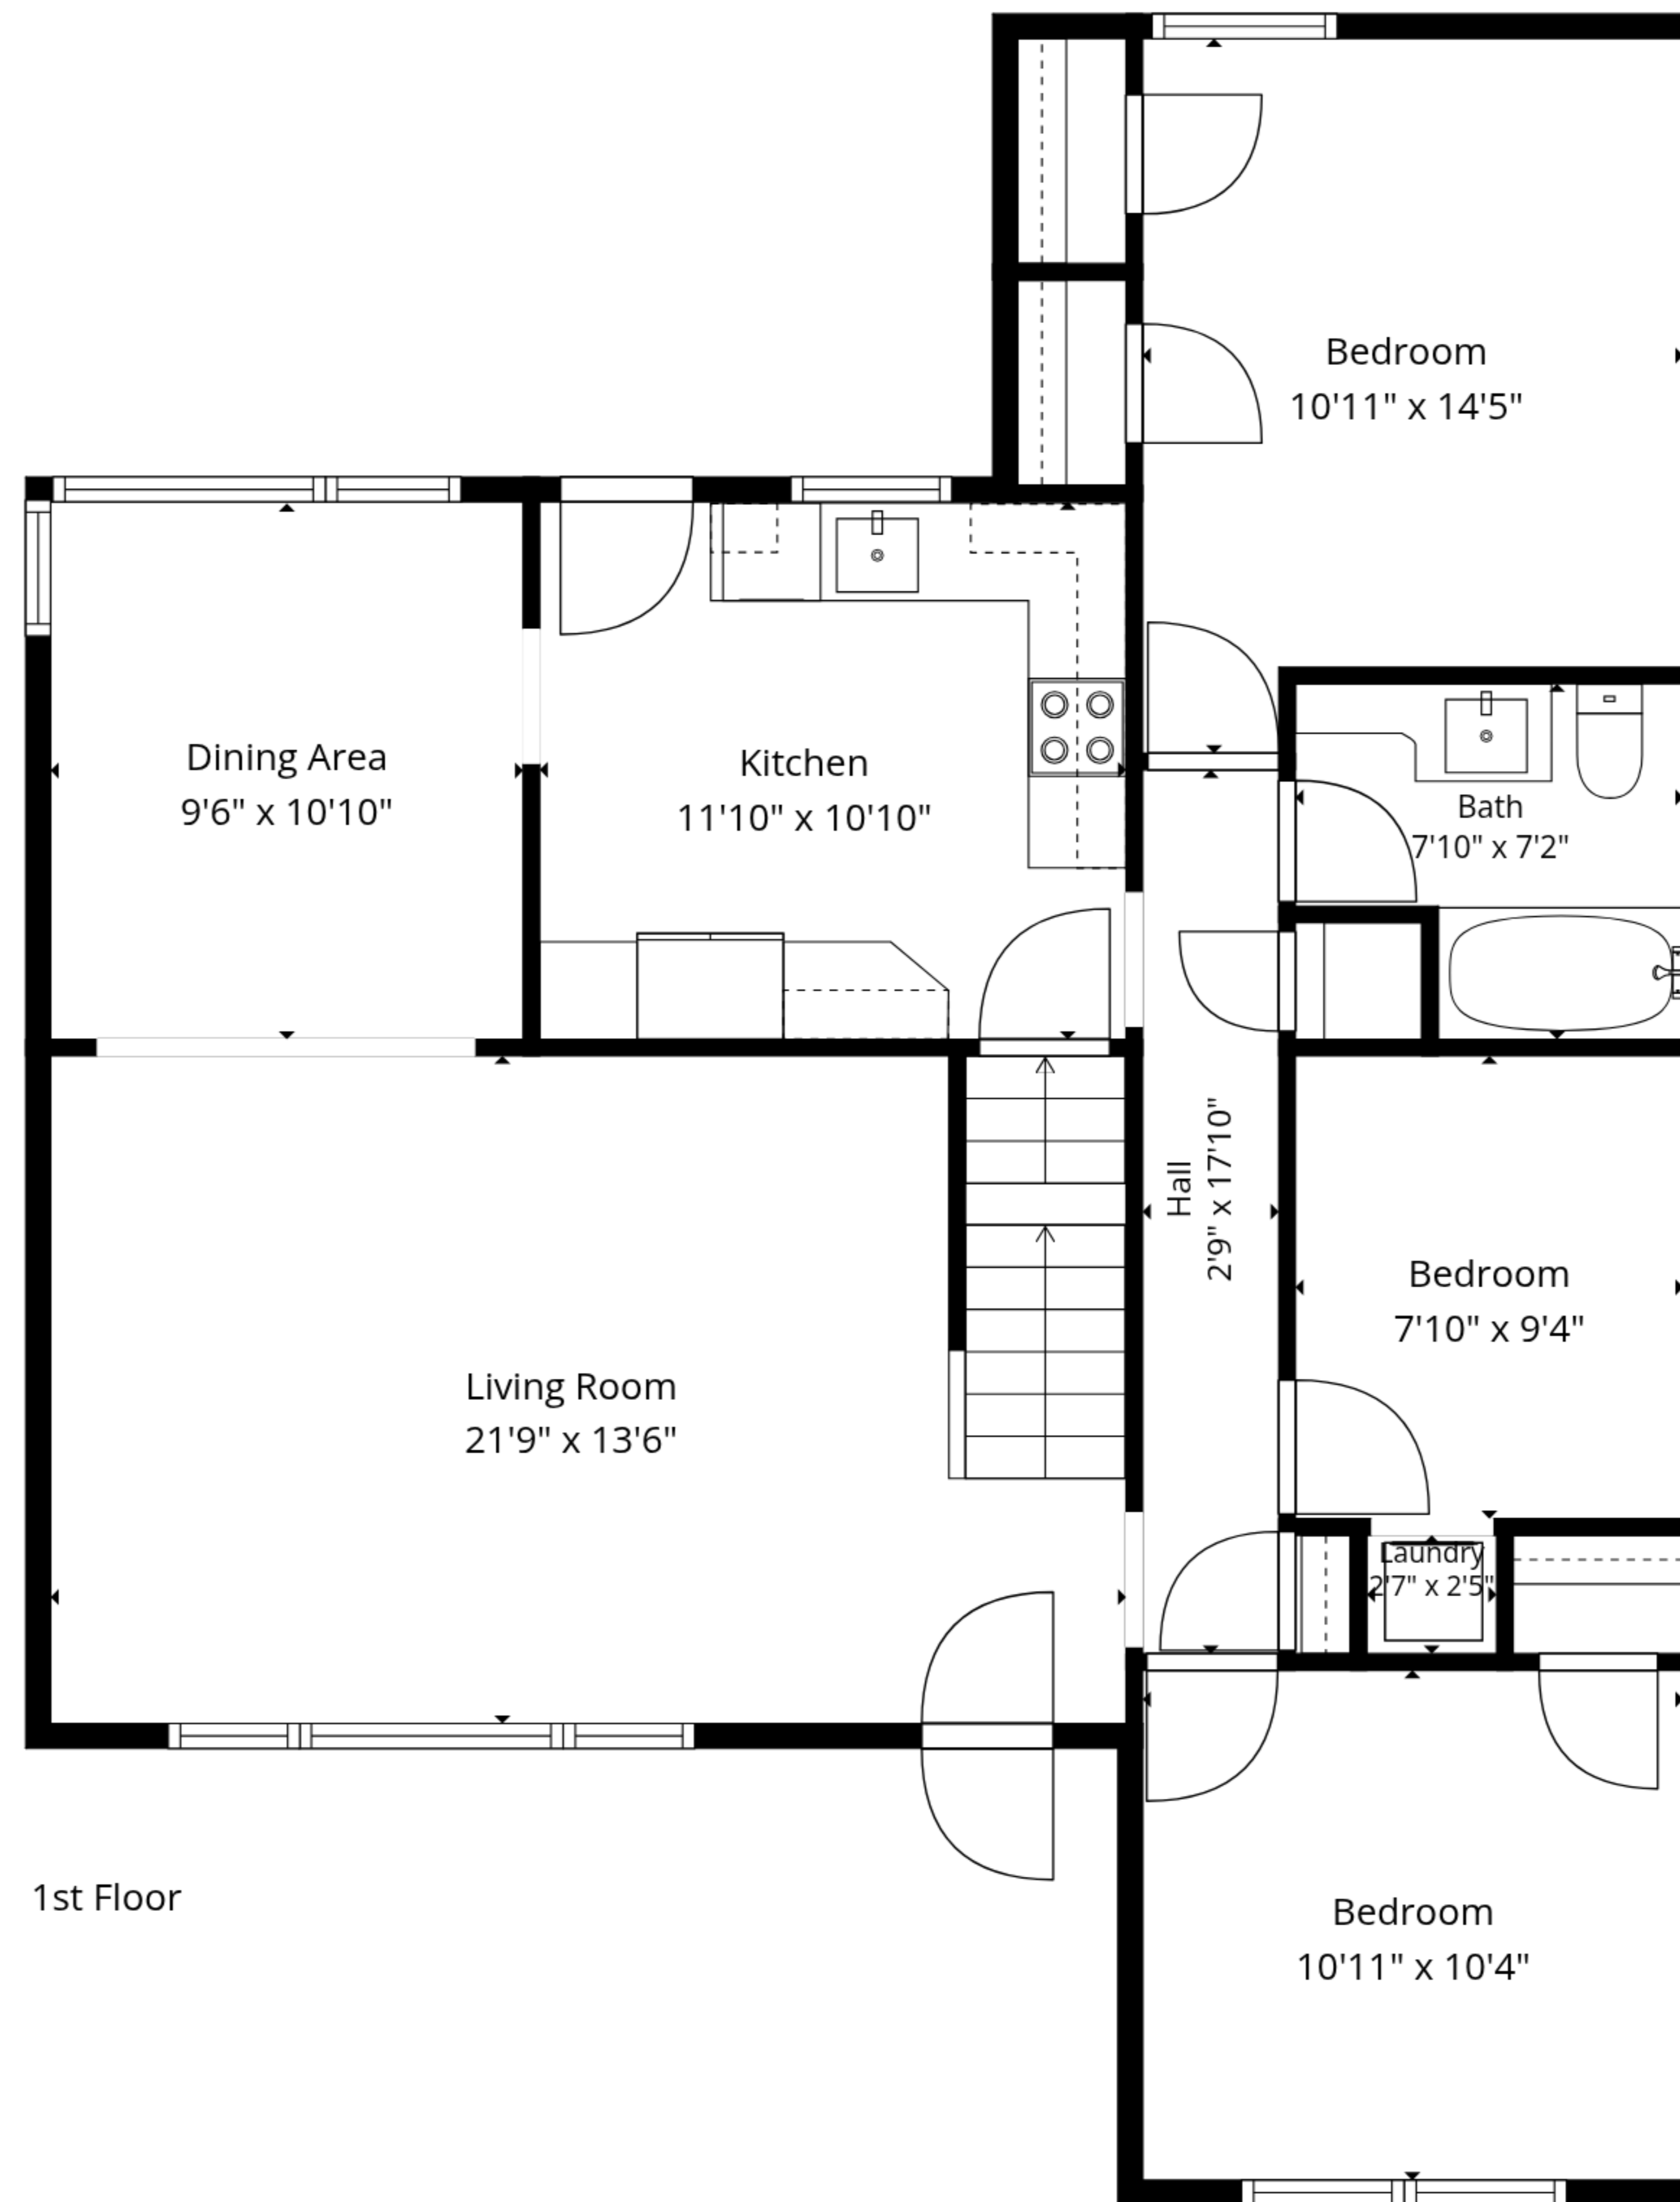 Bedroom
10'11" x 14'5"
Dining Area
9'6" x 10'10"
Kitchen
11'10" x 10'10"
Bath
7'10" x 7'2"
Hall
2'9" x 17'10"
Bedroom
7'10" x 9'4"
Living Room
21'9" x 13'6"
Laundry
2'7" x 2'5"
1st Floor
Bedroom
10'11" x 10'4"